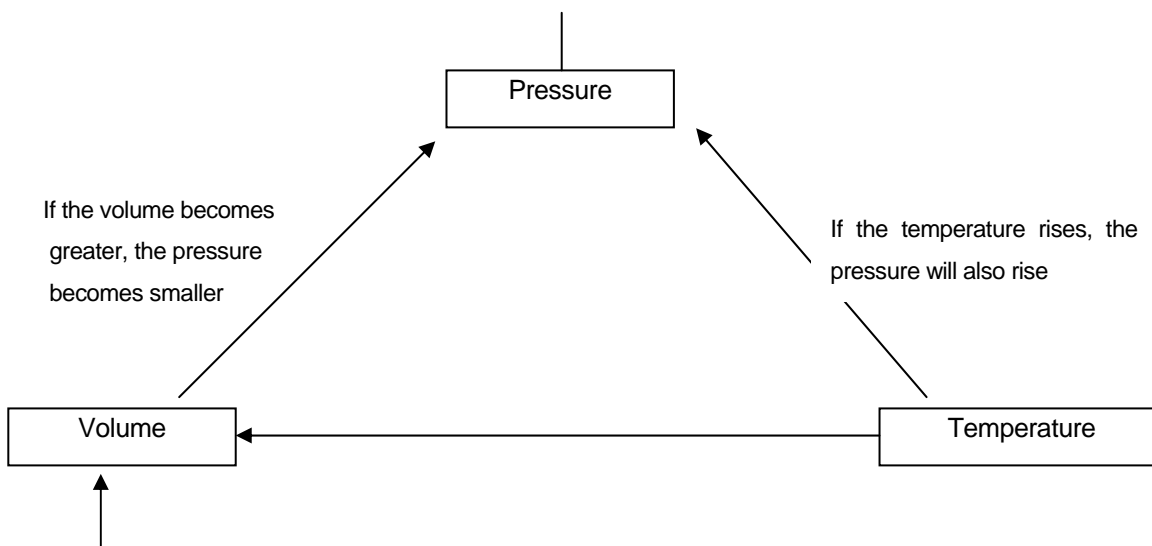 Pressure
If the volume becomes
greater, the pressure
becomes smaller
If the temperature rises, the
pressure will also rise
Volume
Temperature